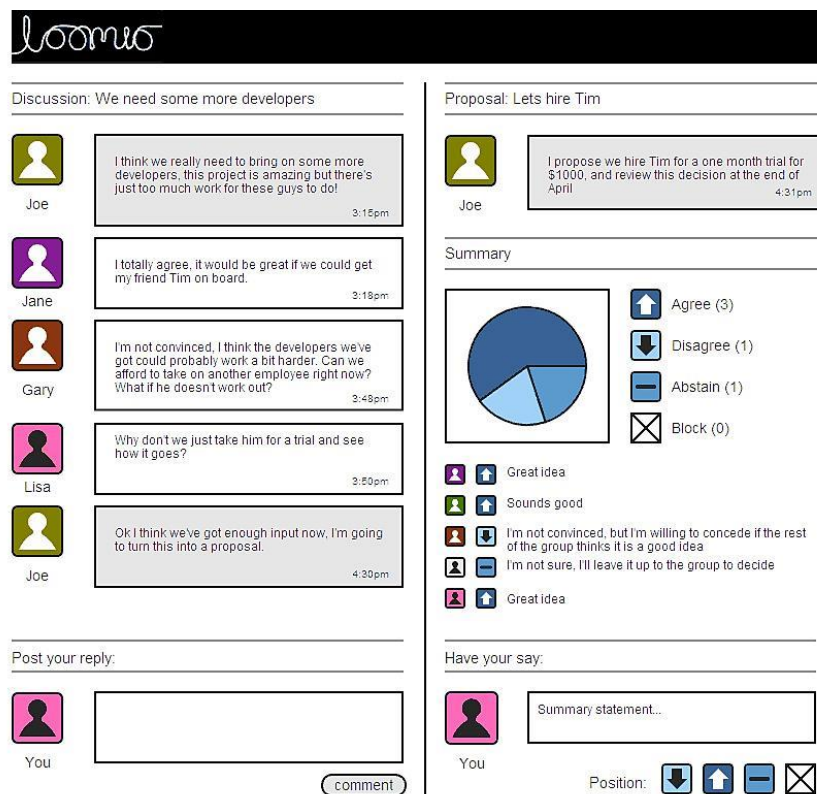 loomio
Discussion: We need some more developers
I think we really need to bring on some more
developers, this project is amazing but there's
just too much work for these guys to do!
3:15pm
Joe
I totally agree, it would be great if we could get
my friend Tim on board.
3:18pm
Jane
I'm not convinced, I think the developers we've
got could probably work a bit harder. Can we
afford to take on another employee right now?
What if he doesn't work out?
3:48pm
Gary
Why don't we just take him for a trial and see
how it goes?
3:50pm
Lisa
Ok I think we've got enough input now, I'm going
to turn this into a proposal.
4:30pm
Joe
Post your reply:
You
comment
Proposal: Lets hire Tim
I propose we hire Tim for a one month trial for
$1000, and review this decision at the end of
April
4:31pm
Joe
Summary
Agree (3)
Disagree (1)
Abstain (1)
Block (0)
Great idea
Sounds good
I'm not convinced, but I'm willing to concede if the rest
of the group thinks it is a good idea
I'm not sure, I'll leave it up to the group to decide
Great idea
Have your say:
Summary statement...
You
Position: